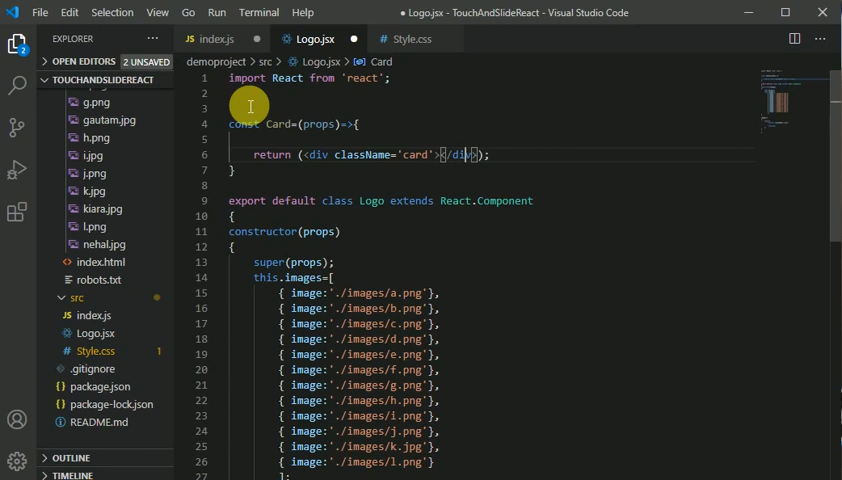 File Edit Selection View Go Run Terminal Help
● Logo.jsx - TouchAndSlideReact - Visual Studio Code
EXPLORER ...
JS index.js ●
Logo.jsx ●
# Style.css
...
OPEN EDITORS 2 UNSAVED
demoproject > src > Logo.jsx > Card
TOUCHANDSLIDEREACT
g.png
gautam.jpg
h.png
i.jpg
j.png
k.jpg
kiara.jpg
l.png
nehal.jpg
<> index.html
robots.txt
src
JS index.js
Logo.jsx
# Style.css 1
.gitignore
{} package.json
{} package-lock.json
README.md
OUTLINE
TIMELINE
2
1 import React from 'react';
2
3
4 const Card=(props)=>{
5
6 return (<div className='card'></div>);
7 }
8
9 export default class Logo extends React.Component
10 {
11 constructor(props)
12 {
13 super(props);
14 this.images=[
15 { image:'./images/a.png'},
16 { image:'./images/b.png'},
17 { image:'./images/c.png'},
18 { image:'./images/d.png'},
19 { image:'./images/e.png'},
20 { image:'./images/f.png'},
21 { image:'./images/g.png'},
22 { image:'./images/h.png'},
23 { image:'./images/i.png'},
24 { image:'./images/j.png'},
25 { image:'./images/k.jpg'},
26 { image:'./images/l.png'}
27 ];